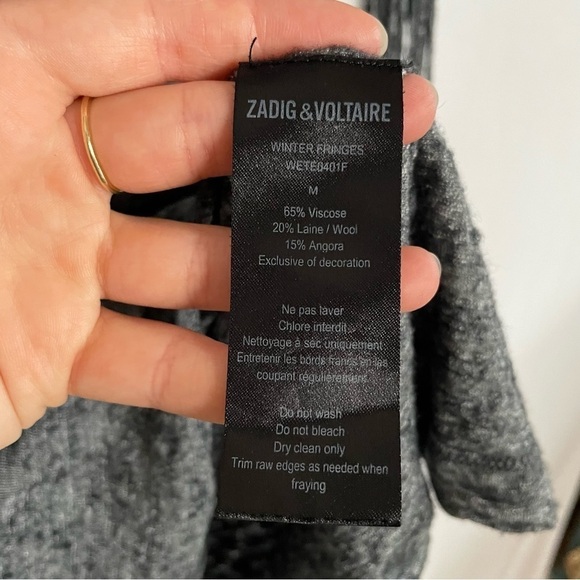 ZADIG & VOLTAIRE
WINTER FRINGES
WETE0401F
M
65% Viscose
20% Laine / Wool
15% Angora
Exclusive of decoration
Ne pas laver
Chlore interdit
Nettoyage à sec uniquement
Entretenir les bords francs en les
coupant régulièrement
Do not wash
Do not bleach
Dry clean only
Trim raw edges as needed when
fraying